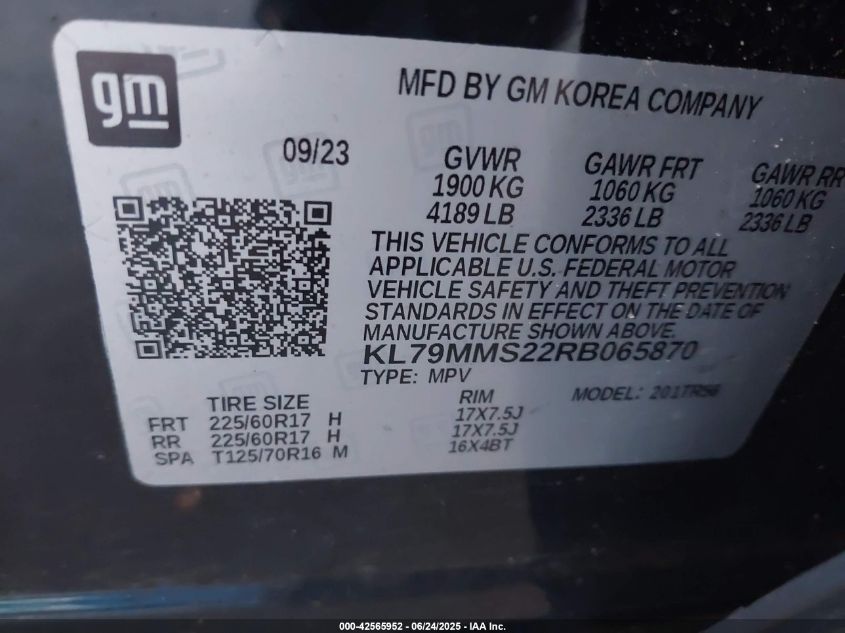 gm
MFD BY GM KOREA COMPANY
09/23
GVWR GAWR FRT GAWR RR
1900 KG 1060 KG 1060 KG
4189 LB 2336 LB 2336 LB
THIS VEHICLE CONFORMS TO ALL
APPLICABLE U.S. FEDERAL MOTOR
VEHICLE SAFETY AND THEFT PREVENTION
STANDARDS IN EFFECT ON THE DATE OF
MANUFACTURE SHOWN ABOVE.
KL79MMS22RB065870
TYPE: MPV
MODEL:
TIRE SIZE RIM
FRT 225/60R17 H 17X7.5J
RR 225/60R17 H 17X7.5J
SPA T125/70R16 M 16X4BT
000-42565952 - 06/24/2025 - IAA Inc.